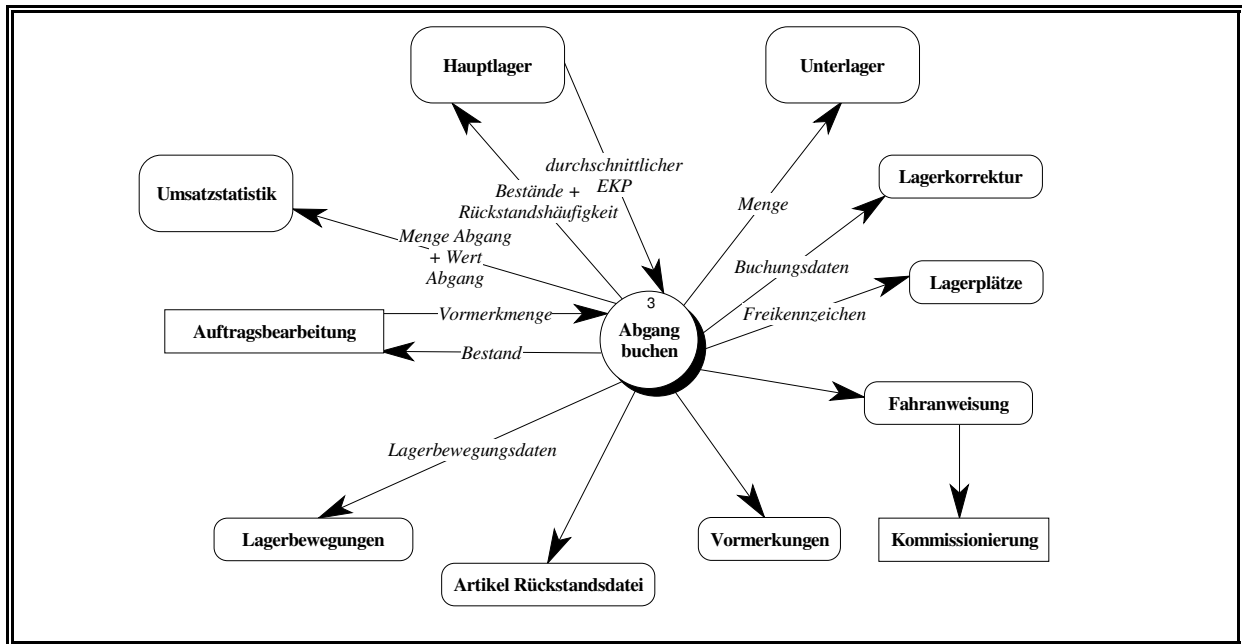 Hauptlager
Unterlager
durchschnittlicher
EKP
Lagerkorrektur
Umsatzstatistik
Bestände +
Rückstandshäufigkeit
Menge
Menge Abgang
+ Wert
Abgang
Buchungsdaten
Lagerplätze
3
Freikennzeichen
Vormerkmenge
Auftragsbearbeitung
Abgang
buchen
Bestand
Fahranweisung
Lagerbewegungsdaten
Lagerbewegungen
Vormerkungen
Kommissionierung
Artikel Rückstandsdatei